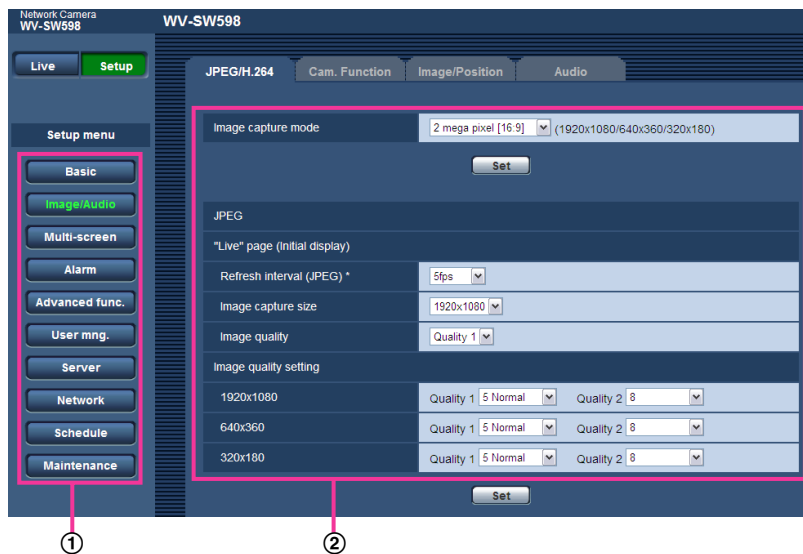 Network Camera
WV-SW598
WV-SW598
Live Setup
JPEG/H.264 Cam. Function Image/Position Audio
Setup menu
Basic
Image/Audio
Multi-screen
Alarm
Advanced func.
User mng.
Server
Network
Schedule
Maintenance
Image capture mode 2 mega pixel [16:9] (1920x1080/640x360/320x180)
Set
JPEG
"Live" page (Initial display)
Refresh interval (JPEG) * 5fps
Image capture size 1920x1080
Image quality Quality 1
Image quality setting
1920x1080 Quality 1 5 Normal Quality 2 8
640x360 Quality 1 5 Normal Quality 2 8
320x180 Quality 1 5 Normal Quality 2 8
Set
① ②